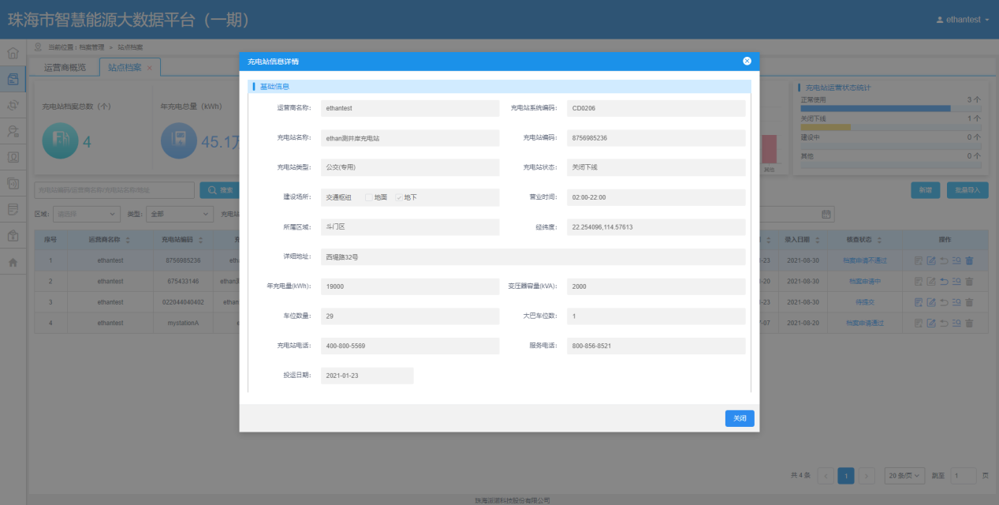 珠海市智慧能源大数据平台（一期）
ethantest
当前位置：档案管理 » 站点档案
运营商概览
站点档案 ×
充电站信息详情
基础信息
运营商名称: ethantest 充电站系统编码: CD0206
充电站名称: ethan测井岸充电站 充电站编码: 8756985236
充电站类型: 公交(专用) 充电站状态: 关闭下线
建设场所: 交通枢纽 地面 地下 营业时间: 02:00-22:00
所属区域: 斗门区 经纬度: 22.254096,114.57613
详细地址: 西堤路32号
年充电量(kWh): 19000 变压器容量(kVA): 2000
车位数量: 29 大巴车位数: 1
充电站电话: 400-800-5569 服务电话: 800-856-8521
投运日期: 2021-01-23
关闭
充电站档案总数（个）
4
年充电总量（kWh）
45.1万
其他
充电站运营状态统计
正常使用 3 个
关闭下线 1 个
建设中 0 个
其他 0 个
充电站编码/运营商名称/充电站名称/地址
搜索
新增
批量导入
区域: 请选择 类型: 全部 充电站
序号 运营商名称 充电站编码 录入日期 核查状态 操作
1 ethantest 8756985236 eth -23 2021-08-30 档案申请不通过
2 ethantest 675433146 ethan -20 2021-08-30 档案申请中
3 ethantest 022044040402 ethan -23 2021-08-30 待提交
4 ethantest mystationA e -07 2021-08-20 档案申请通过
共 4 条 < 1 > 20 条/页 跳至 1 页
珠海派诺科技股份有限公司